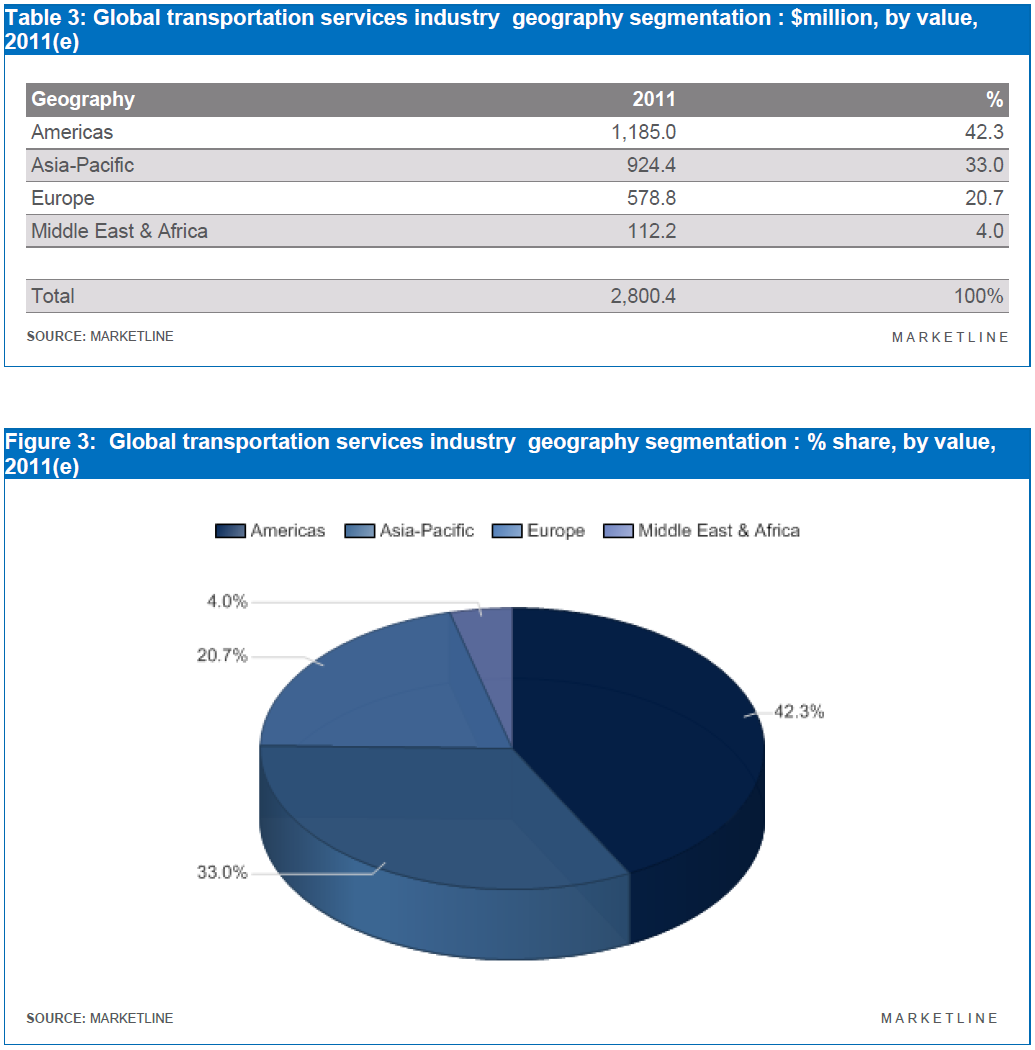 Table 3: Global transportation services industry  geography segmentation : $million, by value,
2011(e)
Geography 2011 %
Americas 1,185.0 42.3
Asia-Pacific 924.4 33.0
Europe 578.8 20.7
Middle East & Africa 112.2 4.0
Total 2,800.4 100%
SOURCE: MARKETLINE MARKETLINE
Figure 3:  Global transportation services industry  geography segmentation : % share, by value,
2011(e)
Americas Asia-Pacific Europe Middle East & Africa
4.0%
20.7%
42.3%
33.0%
SOURCE: MARKETLINE MARKETLINE